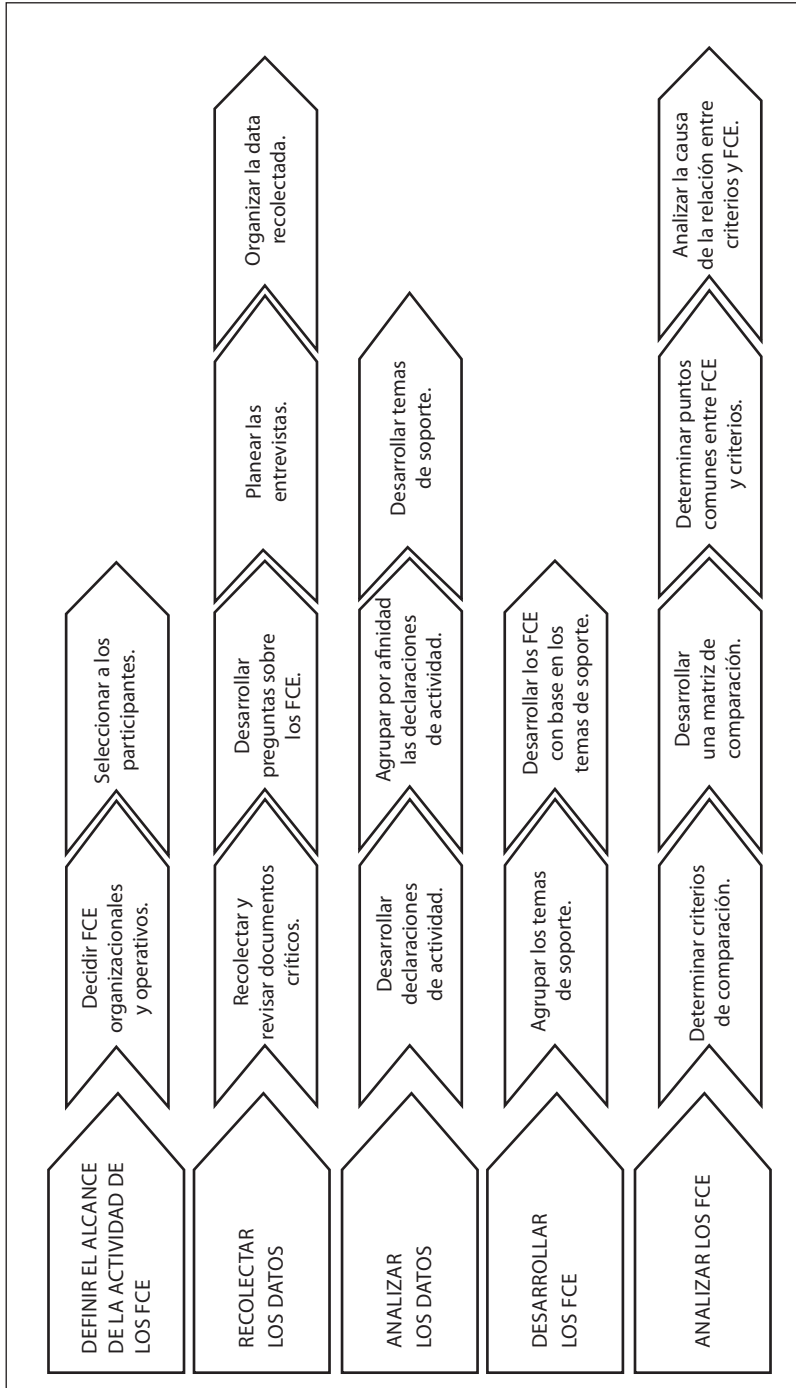 DEFINIR EL ALCANCE
DE LA ACTIVIDAD DE
LOS FCE
Decidir FCE
organizacionales
y operativos.
Seleccionar a los
participantes.
RECOLECTAR
LOS DATOS
Recolectar y
revisar documentos
críticos.
Desarrollar
preguntas sobre
los FCE.
Planear las
entrevistas.
Organizar la data
recolectada.
ANALIZAR
LOS DATOS
Desarrollar
declaraciones
de actividad.
Agrupar por afinidad
las declaraciones
de actividad.
Desarrollar temas
de soporte.
DESARROLLAR
LOS FCE
Agrupar los temas
de soporte.
Desarrollar los FCE
con base en los
temas de soporte.
ANALIZAR LOS FCE
Determinar criterios
de comparación.
Desarrollar
una matriz de
comparación.
Determinar puntos
comunes entre FCE
y criterios.
Analizar la causa
de la relación entre
criterios y FCE.